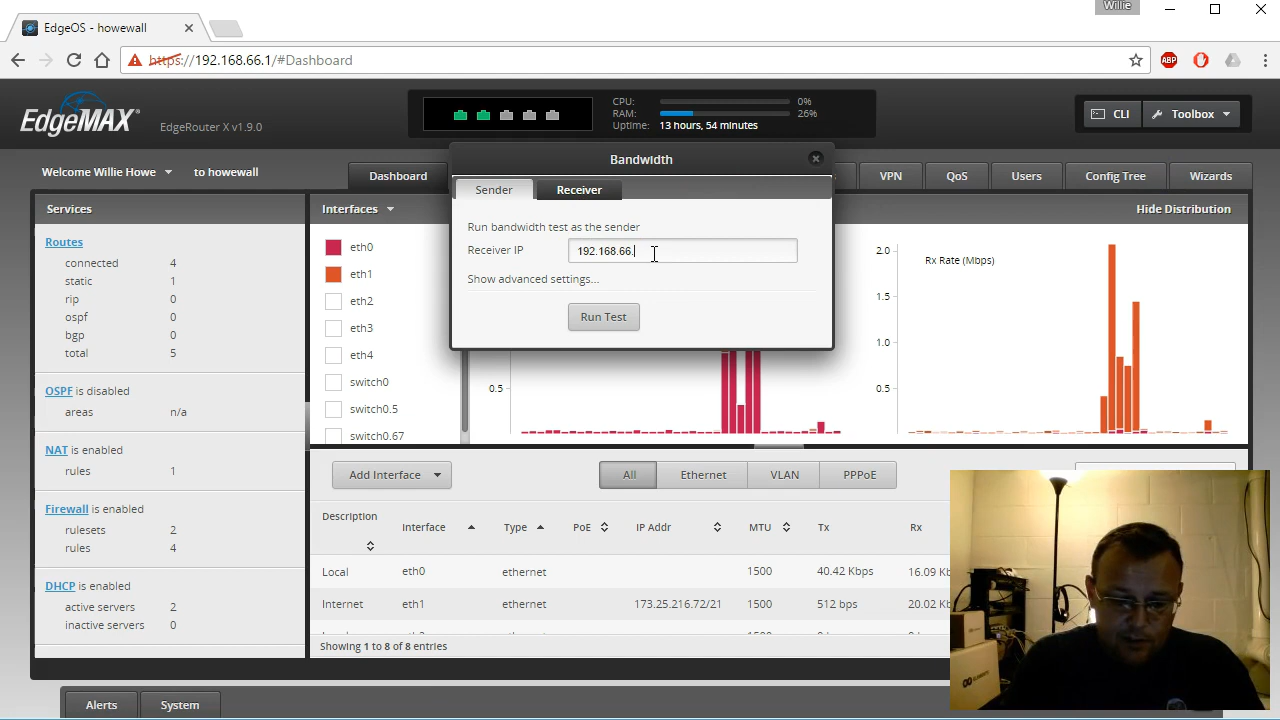 Willie
EdgeOS - howewall
https://192.168.66.1/#Dashboard
ABP
EdgeMAX
EdgeRouter X v1.9.0
CPU: 0%
RAM: 26%
Uptime: 13 hours, 54 minutes
CLI
Toolbox
Welcome Willie Howe to howewall
Dashboard
VPN
QoS
Users
Config Tree
Wizards
Bandwidth
Sender
Receiver
Run bandwidth test as the sender
Receiver IP
192.168.66.
Show advanced settings...
Run Test
Services
Routes
connected 4
static 1
rip 0
ospf 0
bgp 0
total 5
OSPF is disabled
areas n/a
NAT is enabled
rules 1
Firewall is enabled
rulesets 2
rules 4
DHCP is enabled
active servers 2
inactive servers 0
Interfaces
Hide Distribution
eth0
eth1
eth2
eth3
eth4
switch0
switch0.5
switch0.67
0.5
2.0
Rx Rate (Mbps)
1.5
1.0
0.5
Add Interface
All
Ethernet
VLAN
PPPoE
Description Interface Type PoE IP Addr MTU Tx Rx
Local eth0 ethernet 1500 40.42 Kbps 16.09 Kb
Internet eth1 ethernet 173.25.216.72/21 1500 512 bps 20.02 Kb
Showing 1 to 8 of 8 entries
Alerts
System